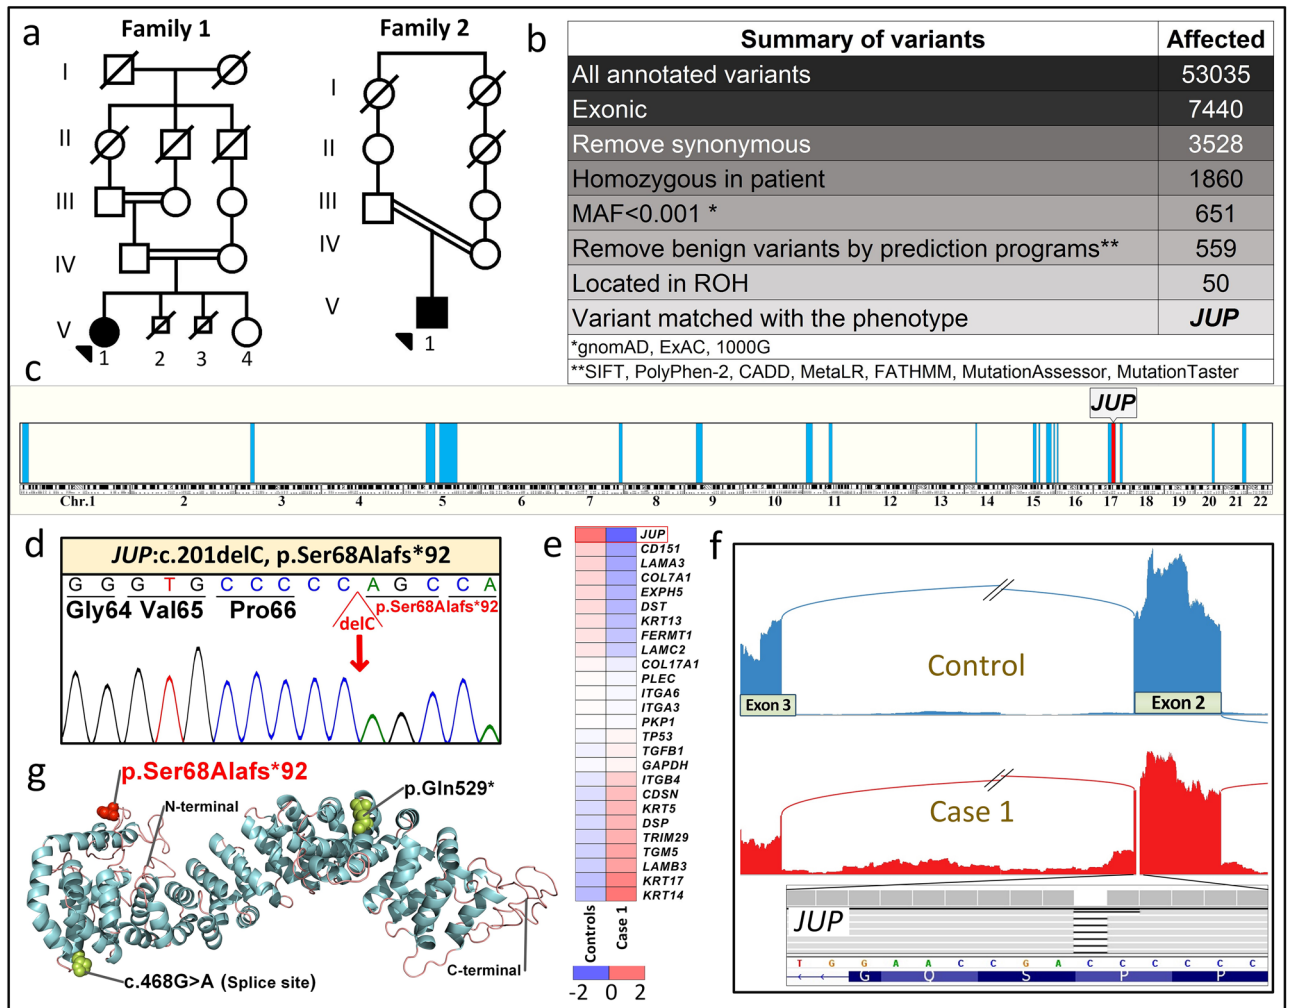 a
Family 1
Family 2
I
II
III
IV
V
1
2
3
4
I
II
III
IV
V
1
b
Summary of variants Affected
All annotated variants 53035
Exonic 7440
Remove synonymous 3528
Homozygous in patient 1860
MAF<0.001 * 651
Remove benign variants by prediction programs** 559
Located in ROH 50
Variant matched with the phenotype JUP
*gnomAD, ExAC, 1000G
**SIFT, PolyPhen-2, CADD, MetaLR, FATHMM, MutationAssessor, MutationTaster
c
JUP
Chr.1 2 3 4 5 6 7 8 9 10 11 12 13 14 15 16 17 18 19 20 21 22
d
JUP:c.201delC, p.Ser68Alafs*92
G G G T G C C C C C A G C C A
Gly64 Val65 Pro66 p.Ser68Alafs*92
delC
e
JUP
CD151
LAMA3
COL7A1
EXPH5
DST
KRT13
FERMT1
LAMC2
COL17A1
PLEC
ITGA6
ITGA3
PKP1
TP53
TGFB1
GAPDH
ITGB4
CDSN
KRT5
DSP
TRIM29
TGM5
LAMB3
KRT17
KRT14
Controls
Case 1
-2 0 2
f
Control
Exon 3
Exon 2
Case 1
JUP
T G G A A C C G A C C C C C C
G Q S P P
g
p.Ser68Alafs*92
N-terminal
p.Gln529*
c.468G>A (Splice site)
C-terminal